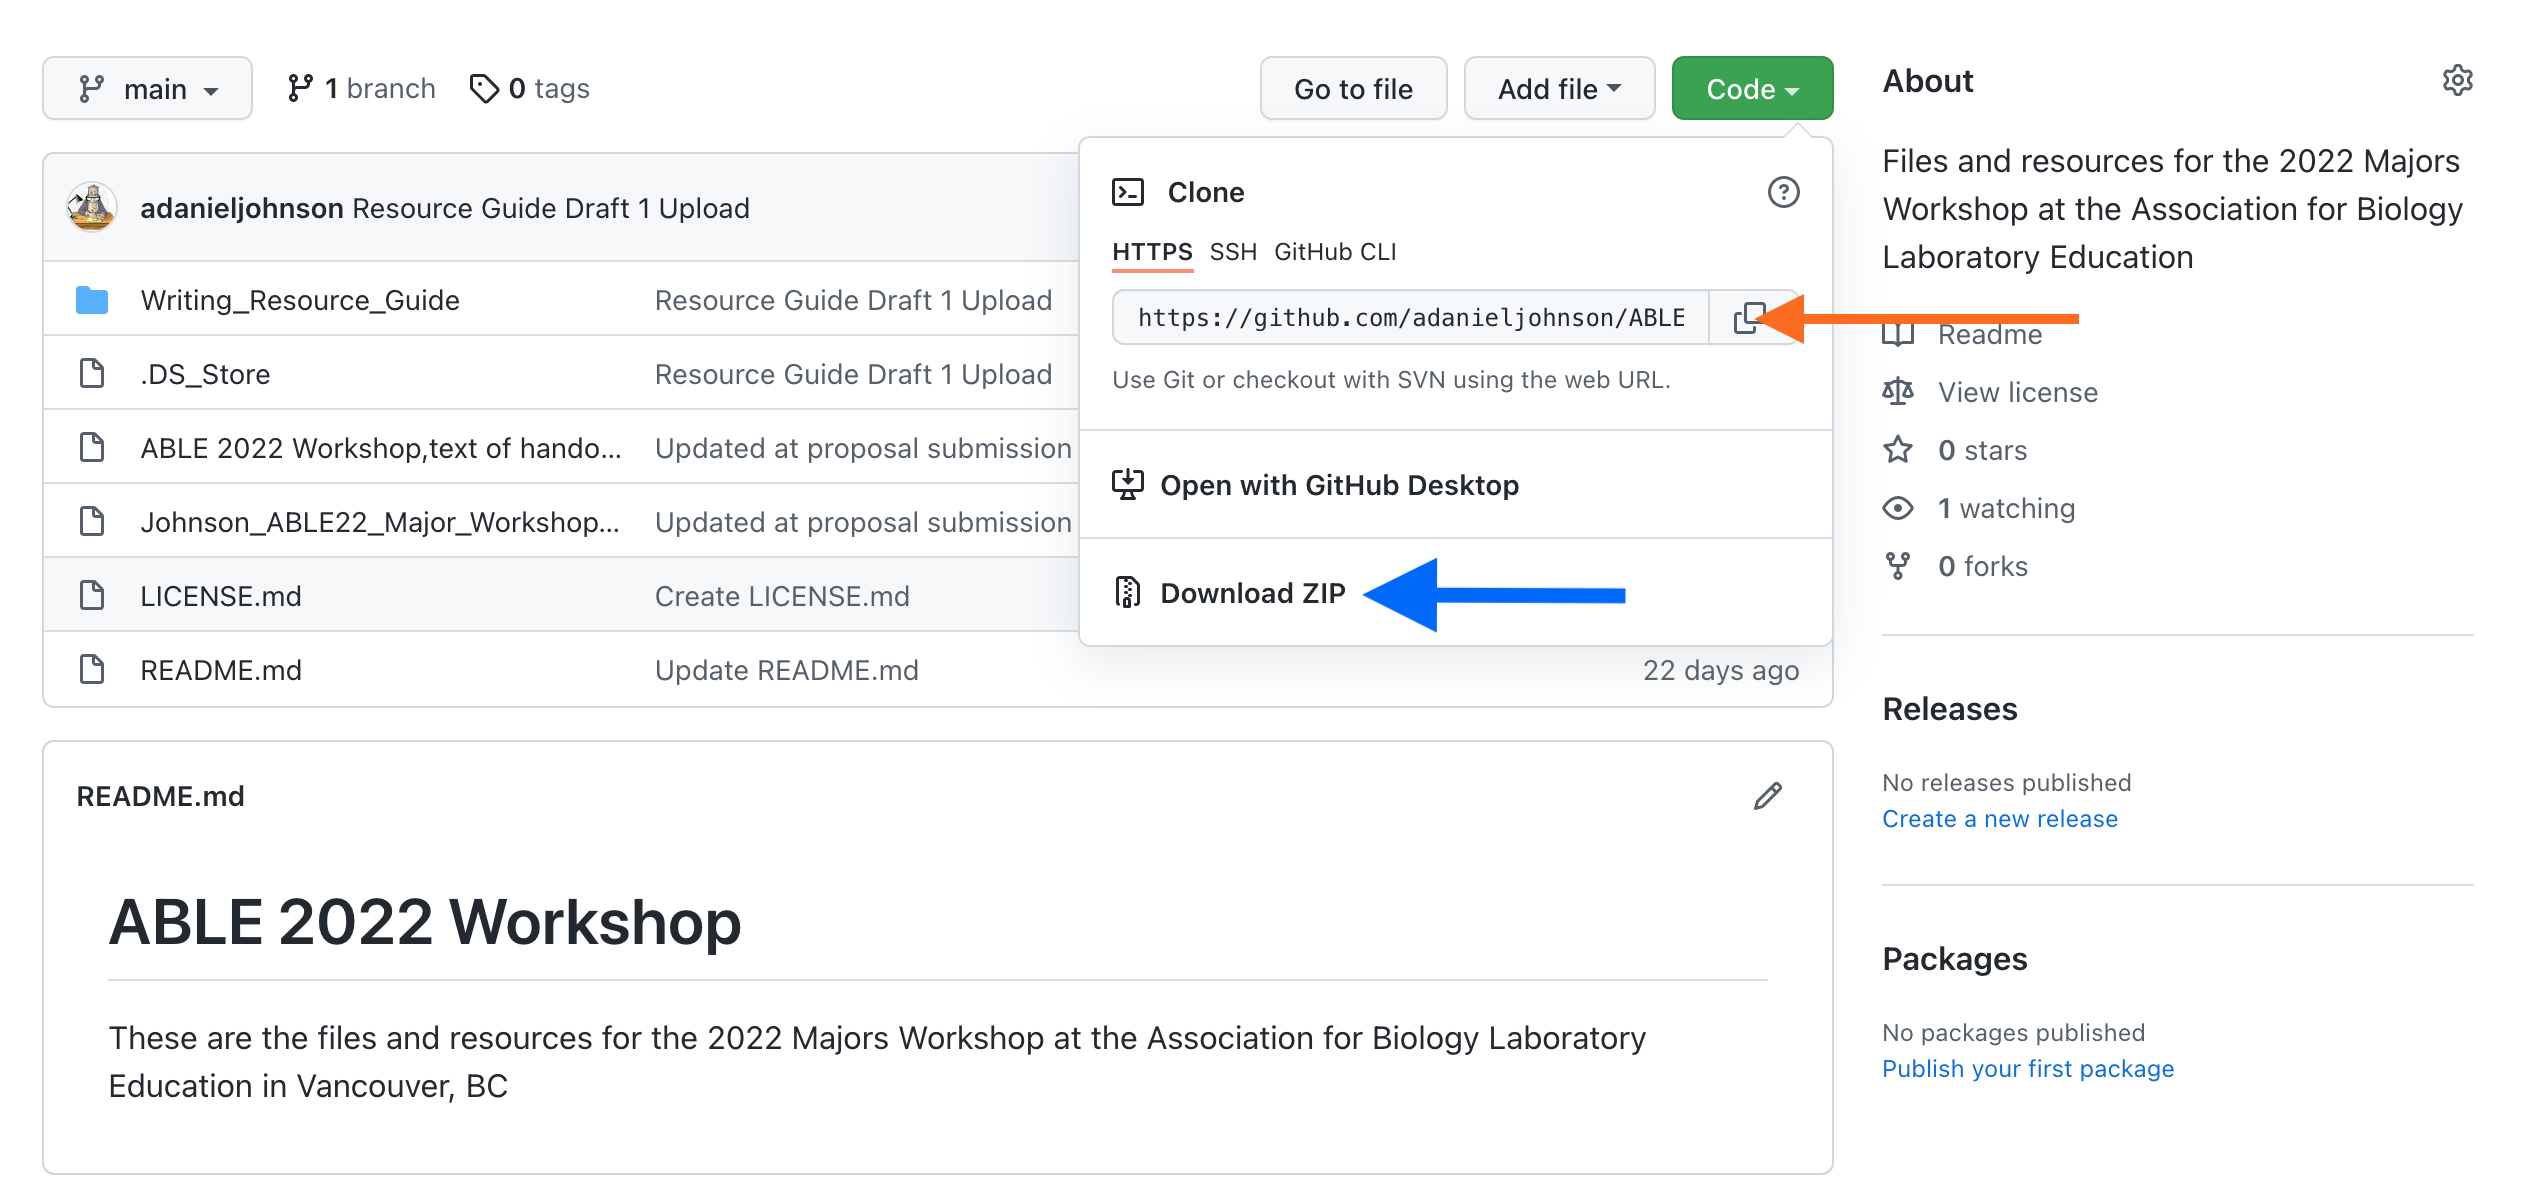 main
1 branch
0 tags
Go to file
Add file
Code
adanieljohnson Resource Guide Draft 1 Upload
Writing_Resource_Guide Resource Guide Draft 1 Upload
.DS_Store Resource Guide Draft 1 Upload
ABLE 2022 Workshop,text of hando... Updated at proposal submission
Johnson_ABLE22_Major_Workshop... Updated at proposal submission
LICENSE.md Create LICENSE.md
README.md Update README.md 22 days ago
Clone
HTTPS SSH GitHub CLI
https://github.com/adanieljohnson/ABLE
Use Git or checkout with SVN using the web URL.
Open with GitHub Desktop
Download ZIP
README.md
ABLE 2022 Workshop
These are the files and resources for the 2022 Majors Workshop at the Association for Biology Laboratory
Education in Vancouver, BC
About
Files and resources for the 2022 Majors
Workshop at the Association for Biology
Laboratory Education
Readme
View license
0 stars
1 watching
0 forks
Releases
No releases published
Create a new release
Packages
No packages published
Publish your first package